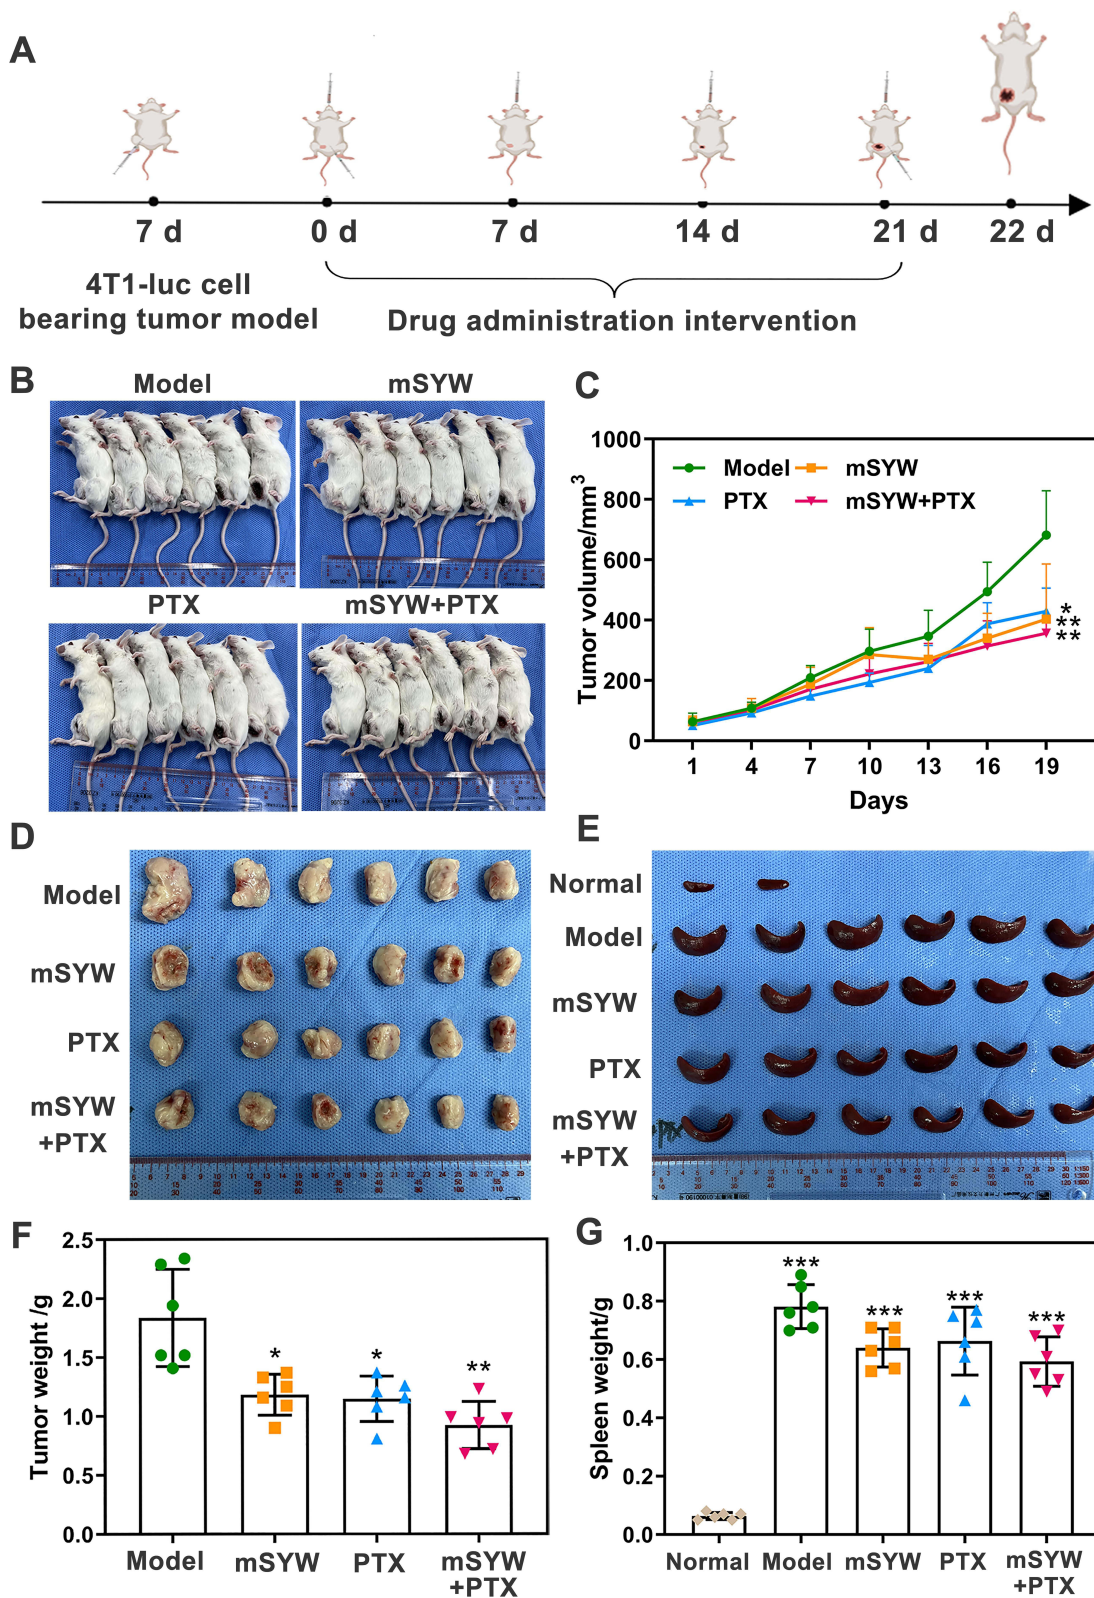 A
7 d
0 d
7 d
14 d
21 d
22 d
4T1-luc cell
bearing tumor model
Drug administration intervention
B
Model
mSYW
PTX
mSYW+PTX
C
1000
800
600
400
200
0
Tumor volume/mm³
Model
mSYW
PTX
mSYW+PTX
*
**
**
1
4
7
10
13
16
19
Days
D
Model
mSYW
PTX
mSYW
+PTX
E
Normal
Model
mSYW
PTX
mSYW
+PTX
F
2.5
2.0
1.5
1.0
0.5
0.0
Tumor weight /g
*
*
**
Model
mSYW
PTX
mSYW
+PTX
G
1.0
0.8
0.6
0.4
0.2
0.0
Spleen weight/g
***
***
***
***
Normal
Model
mSYW
PTX
mSYW
+PTX